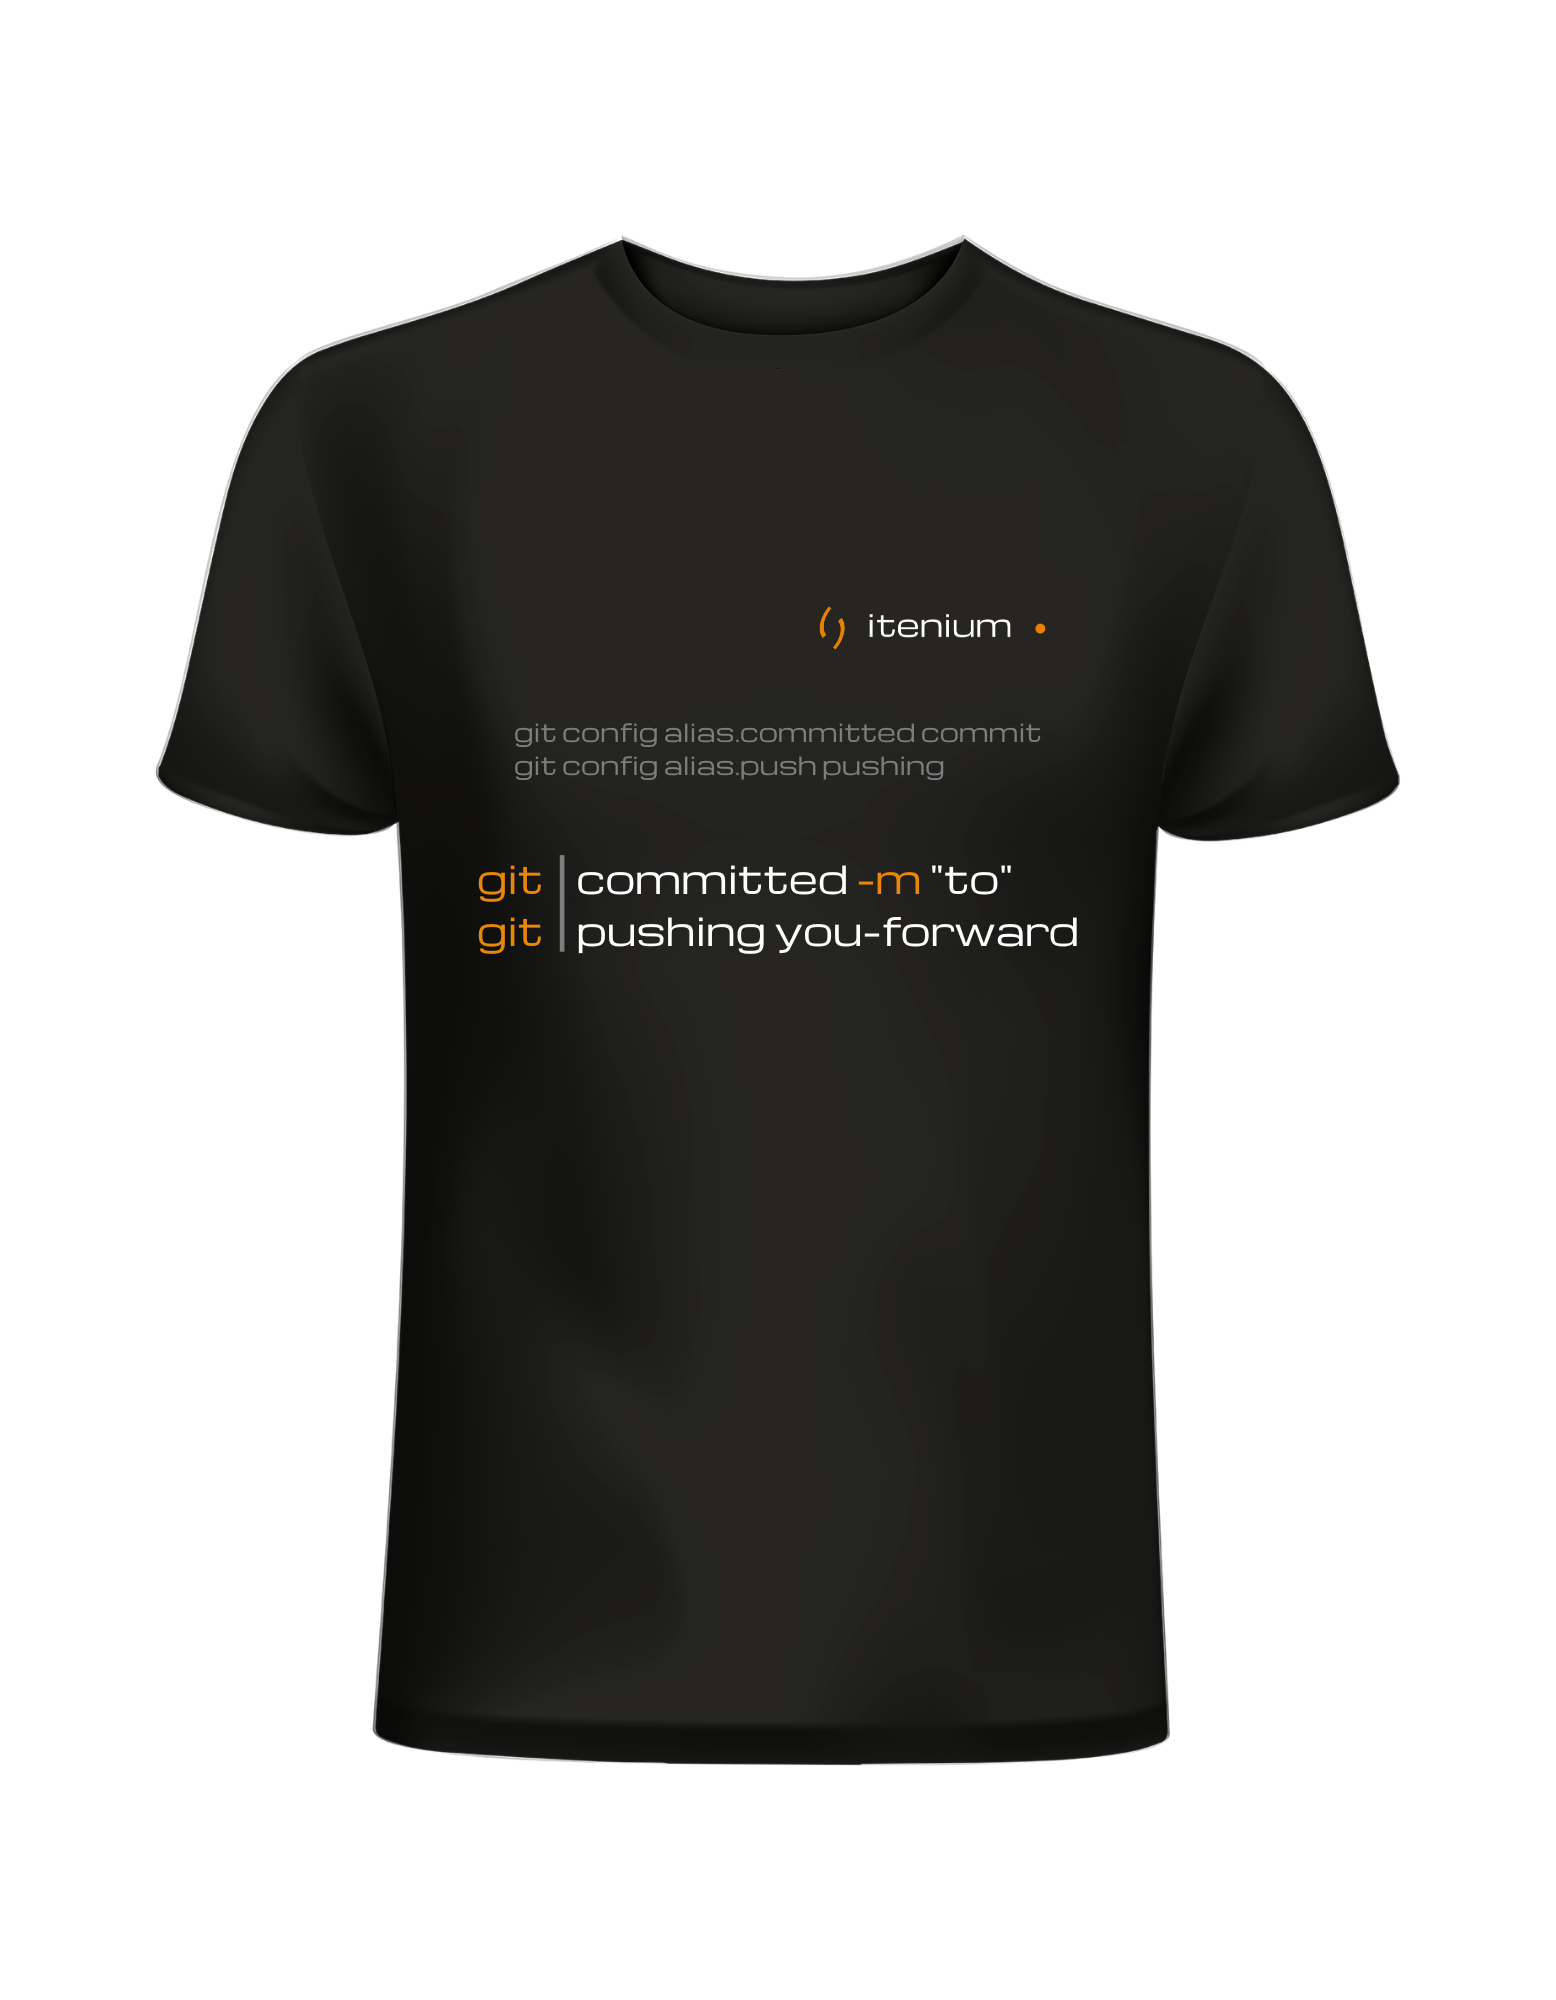 itenium
git config alias.committed commit
git config alias.push pushing
git committed -m "to"
git pushing you-forward